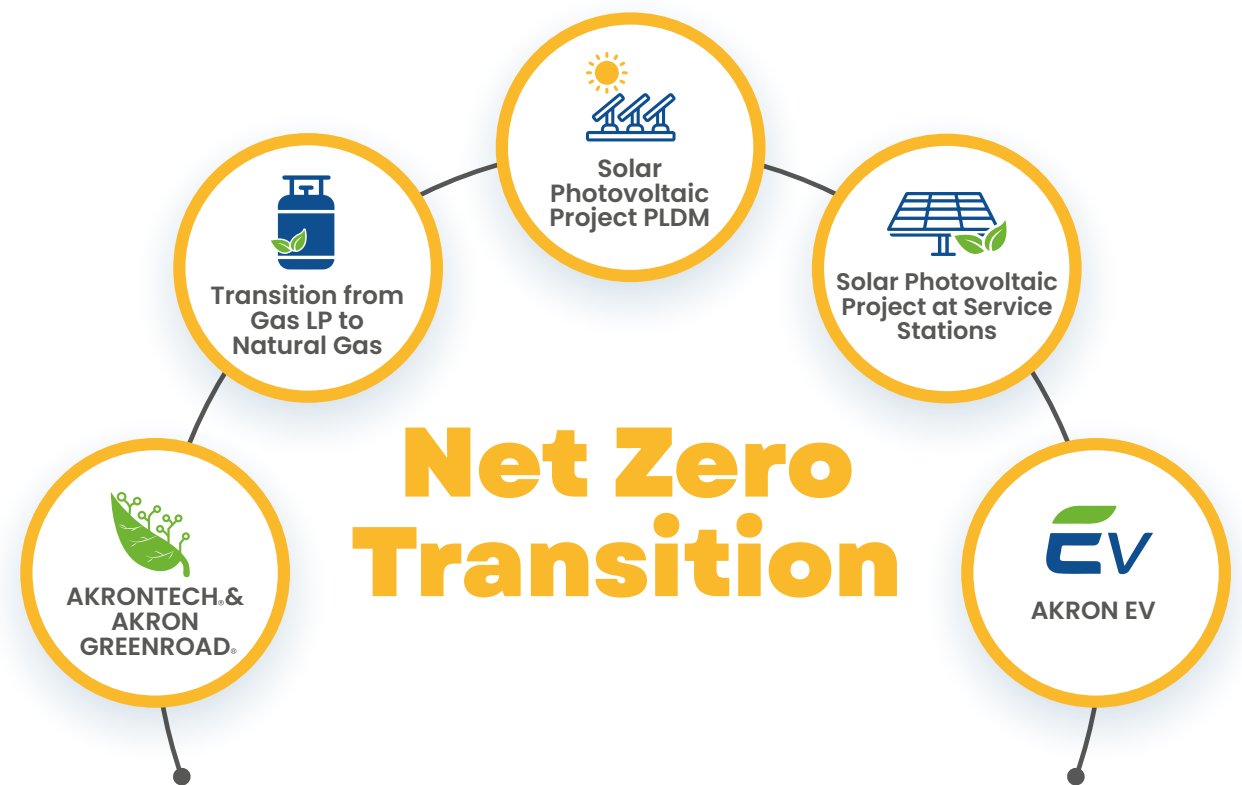 Solar
Photovoltaic
Project PLDM
Transition from
Gas LP to
Natural Gas
Solar Photovoltaic
Project at Service
Stations
Net Zero
Transition
AKRONTECH®&
AKRON
GREENROAD®
EV
AKRON EV